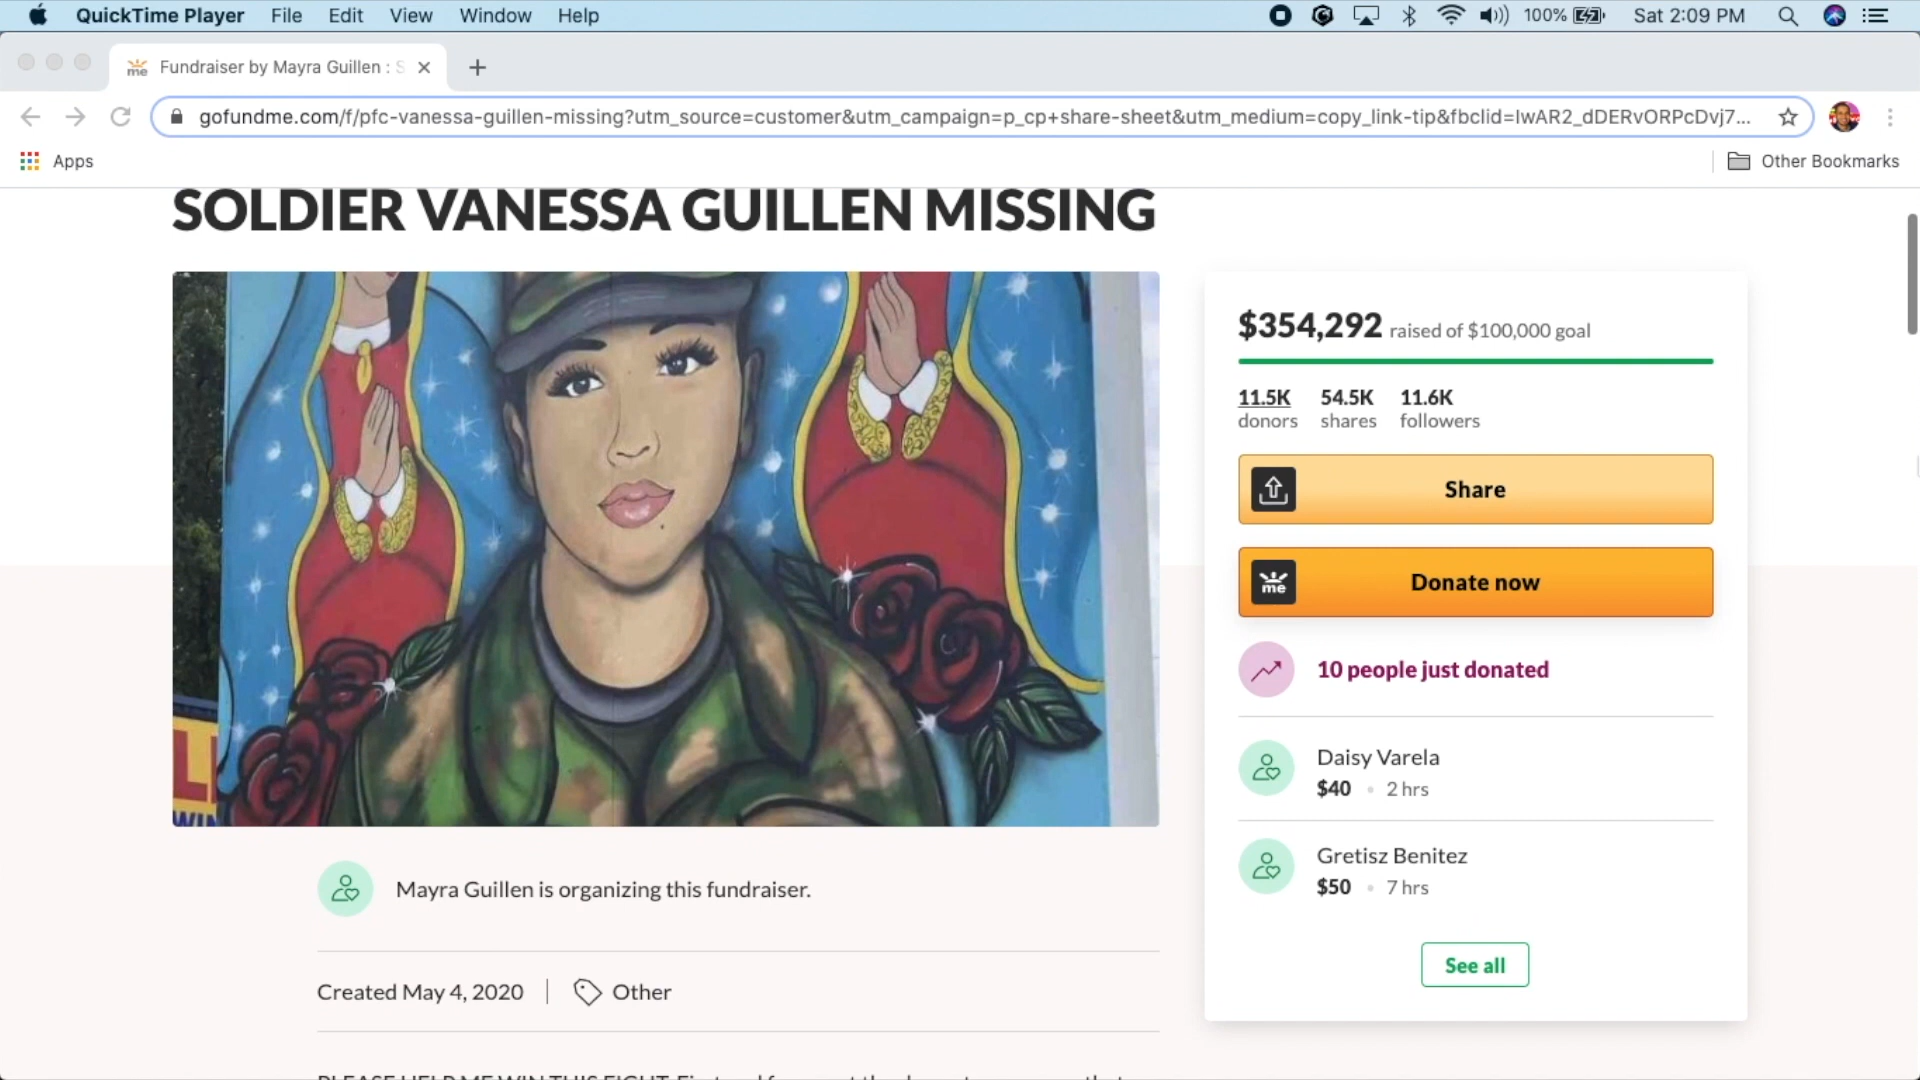 QuickTime Player File Edit View Window Help 100% Sat 2:09 PM
me Fundraiser by Mayra Guillen : S
gofundme.com/f/pfc-vanessa-guillen-missing?utm_source=customer&utm_campaign=p_cp+share-sheet&utm_medium=copy_link-tip&fbclid=IwAR2_dDERvORPcDvj7...
Apps Other Bookmarks
SOLDIER VANESSA GUILLEN MISSING
$354,292 raised of $100,000 goal
11.5K 54.5K 11.6K
donors shares followers
Share
me Donate now
10 people just donated
Daisy Varela
$40 • 2 hrs
Gretisz Benitez
$50 • 7 hrs
See all
Mayra Guillen is organizing this fundraiser.
Created May 4, 2020 | Other